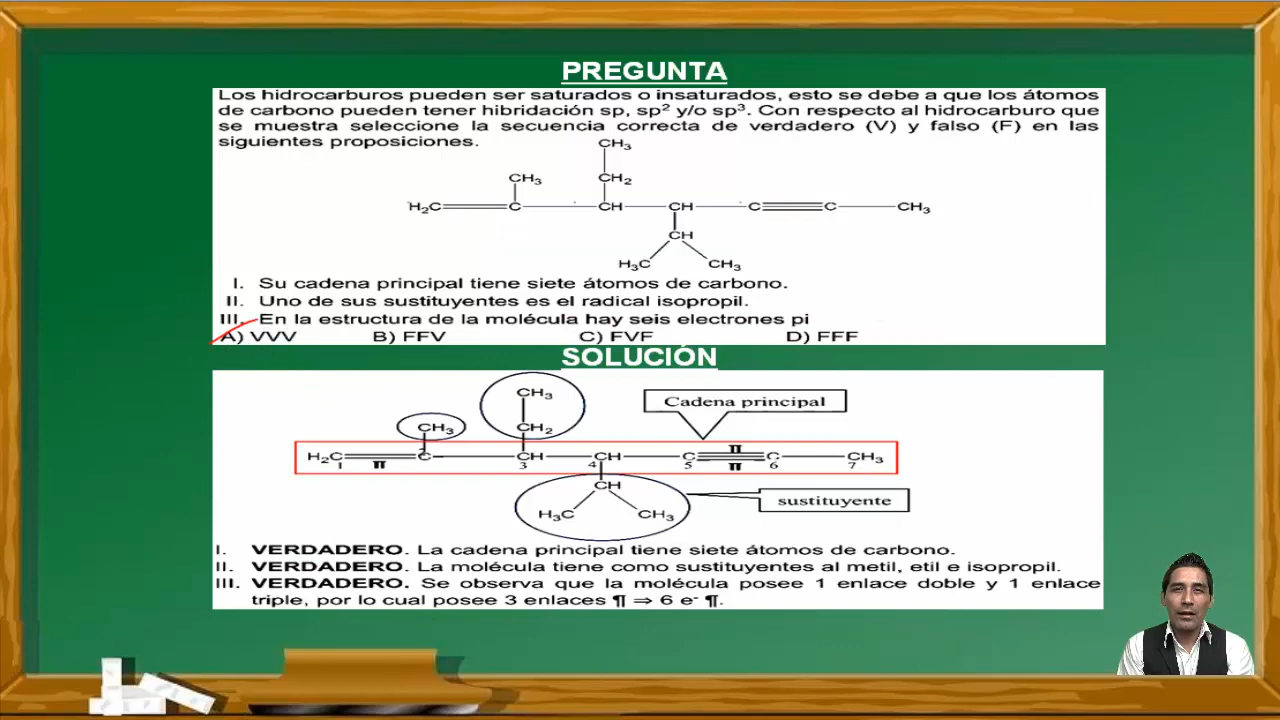 PREGUNTA
Los hidrocarburos pueden ser saturados o insaturados, esto se debe a que los átomos
de carbono pueden tener hibridación sp, sp² y/o sp³. Con respecto al hidrocarburo que
se muestra seleccione la secuencia correcta de verdadero (V) y falso (F) en las
siguientes proposiciones.
CH₃
CH₃ CH₂
H₂C C CH CH C C CH₃
CH
H₃C CH₃
I. Su cadena principal tiene siete átomos de carbono.
II. Uno de sus sustituyentes es el radical isopropil.
III. En la estructura de la molécula hay seis electrones pi
A) VVV B) FFV C) FVF D) FFF
SOLUCIÓN
CH₃ Cadena principal
CH₃ CH₂
π π
H₂C C CH CH C C CH₃
1 π 2 3 4 5 π 6 7
CH
sustituyente
H₃C CH₃
I. VERDADERO. La cadena principal tiene siete átomos de carbono.
II. VERDADERO. La molécula tiene como sustituyentes al metil, etil e isopropil.
III. VERDADERO. Se observa que la molécula posee 1 enlace doble y 1 enlace
triple, por lo cual posee 3 enlaces ¶ ⇒ 6 e⁻ ¶.